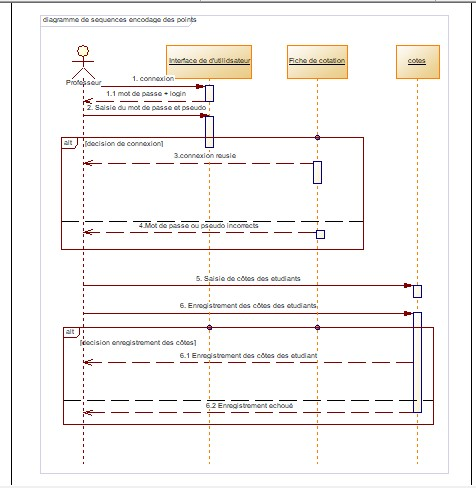 diagramme de sequences encodage des points
Interface de d'utilidsateur
Fiche de cotation
cotes
Professeur
1. connexion
1.1 mot de passe + login
2. Saisie du mot de passe et pseudo
alt
[decision de connexion]
3.connexion reusie
4.Mot de passe ou pseudo incorrects
5. Saisie de côtes des etudiants
6. Enregistrement des côtes des etudiants,
alt
[decision enregistrement des côtes]
6.1 Enregistrement des côtes des etudiant
6.2 Enregistrement echoué